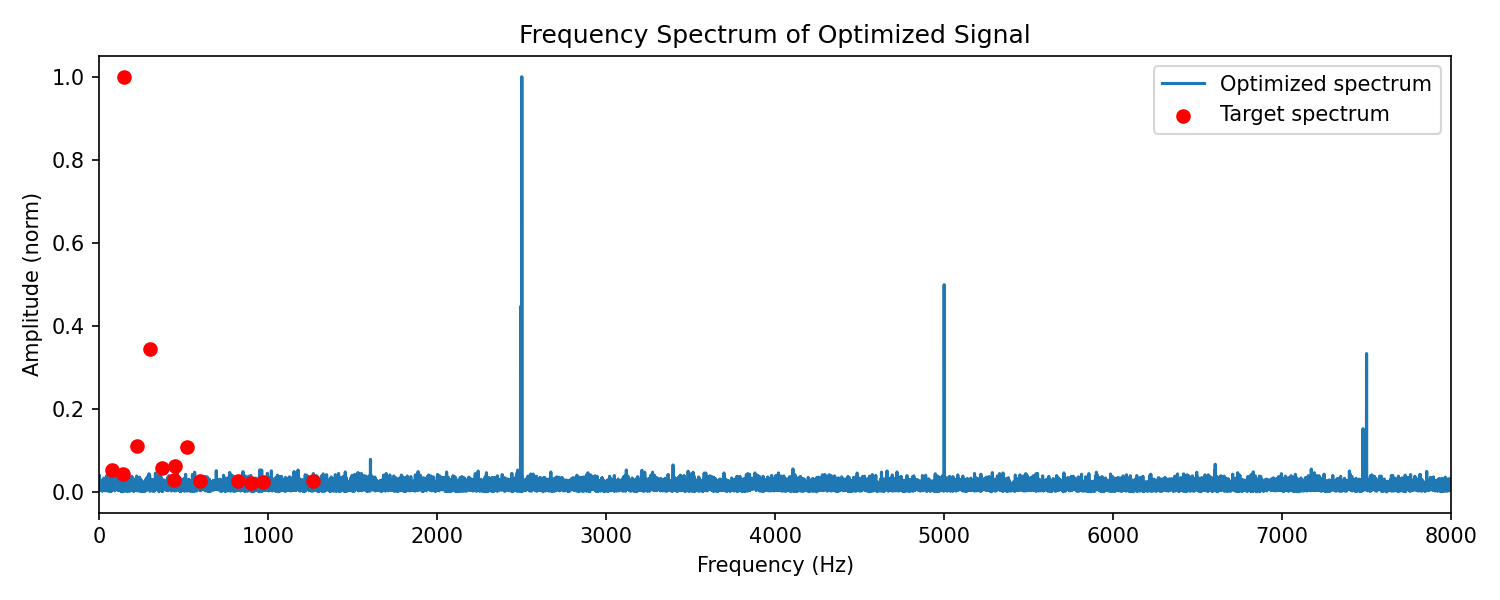 Frequency Spectrum of Optimized Signal
Optimized spectrum
Target spectrum
Amplitude (norm)
1.0
0.8
0.6
0.4
0.2
0.0
0 1000 2000 3000 4000 5000 6000 7000 8000
Frequency (Hz)